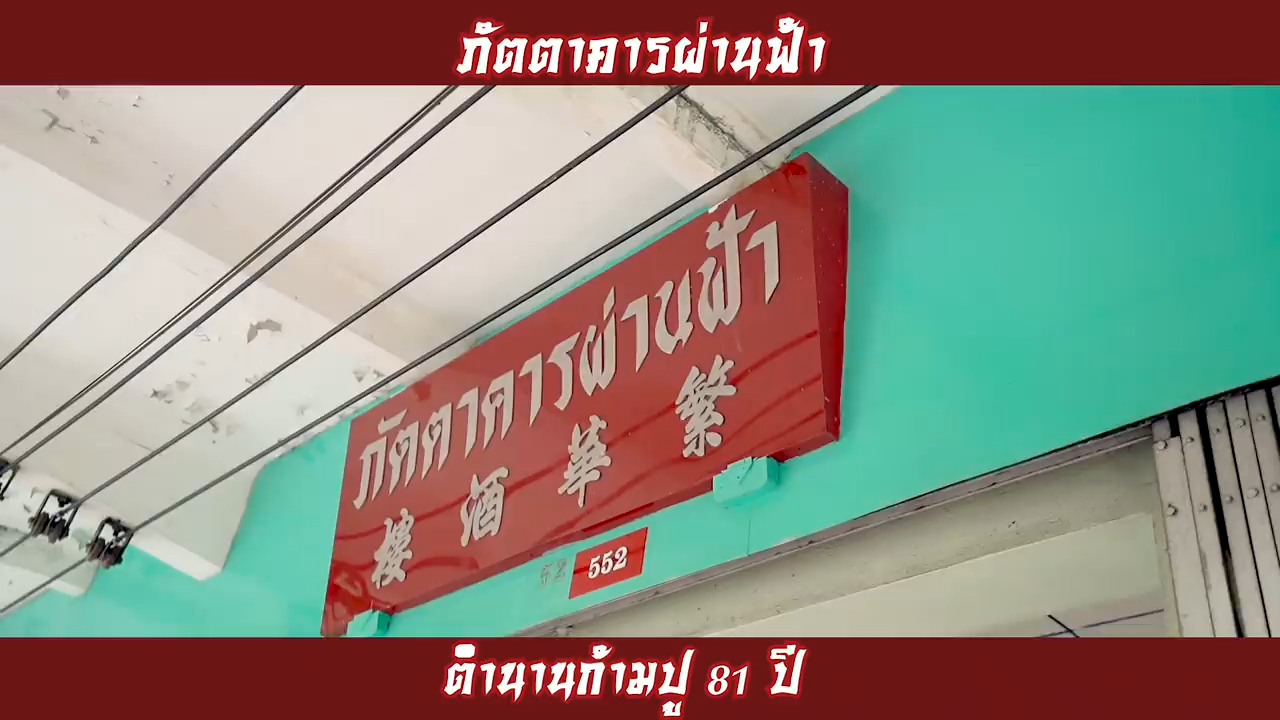 ภัตตาคารผ่านฟ้า
ภัตตาคารผ่านฟ้า
樓酒華繁
52
552
ตำนานก้ามปู 81 ปี